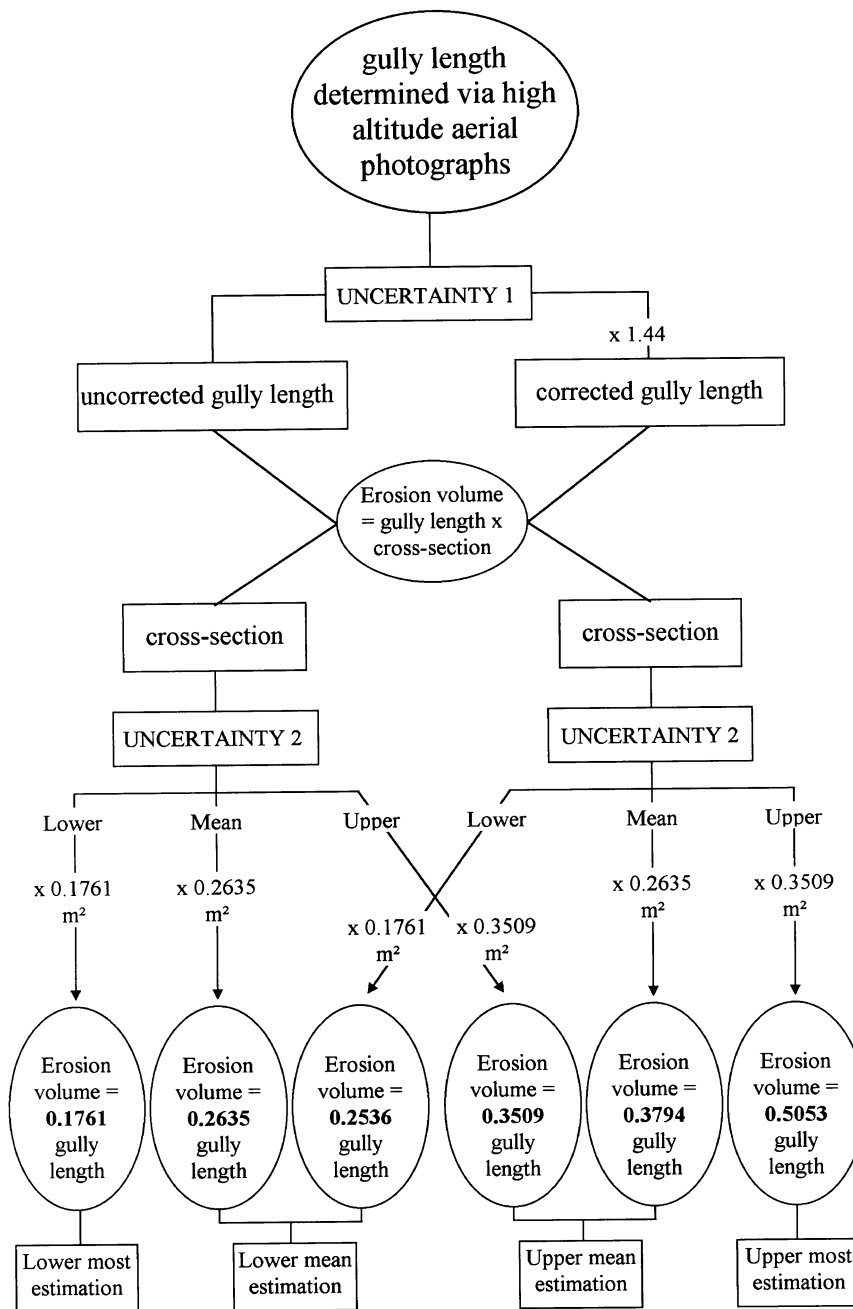 gully length
determined via high
altitude aerial
photographs
UNCERTAINTY 1
x 1.44
uncorrected gully length
corrected gully length
Erosion volume
= gully length x
cross-section
cross-section
cross-section
UNCERTAINTY 2
UNCERTAINTY 2
Lower
Mean
Upper
Lower
Mean
Upper
x 0.1761
m²
x 0.2635
m²
x 0.1761
m²
x 0.3509
m²
x 0.2635
m²
x 0.3509
m²
Erosion
volume =
0.1761
gully
length
Erosion
volume =
0.2635
gully
length
Erosion
volume =
0.2536
gully
length
Erosion
volume =
0.3509
gully
length
Erosion
volume =
0.3794
gully
length
Erosion
volume =
0.5053
gully
length
Lower most
estimation
Lower mean
estimation
Upper mean
estimation
Upper most
estimation